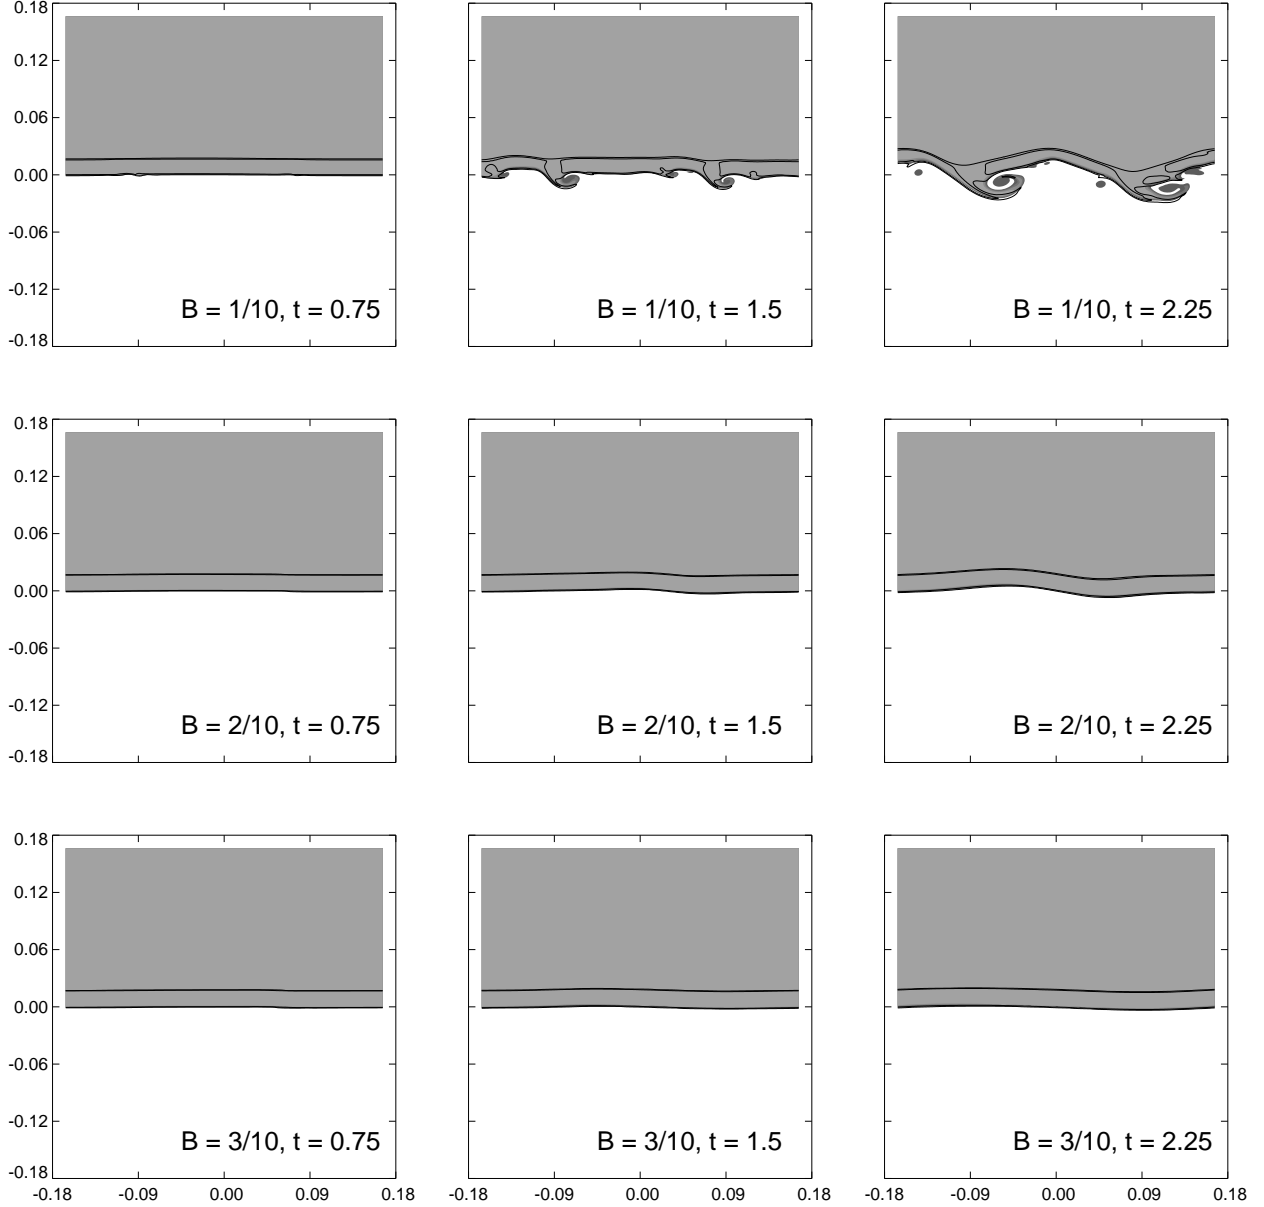 0.18
0.12
0.06
0.00
-0.06
-0.12
-0.18
B = 1/10, t = 0.75
B = 1/10, t = 1.5
B = 1/10, t = 2.25
0.18
0.12
0.06
0.00
-0.06
-0.12
-0.18
B = 2/10, t = 0.75
B = 2/10, t = 1.5
B = 2/10, t = 2.25
0.18
0.12
0.06
0.00
-0.06
-0.12
-0.18
B = 3/10, t = 0.75
B = 3/10, t = 1.5
B = 3/10, t = 2.25
-0.18 -0.09 0.00 0.09 0.18
-0.18 -0.09 0.00 0.09 0.18
-0.18 -0.09 0.00 0.09 0.18